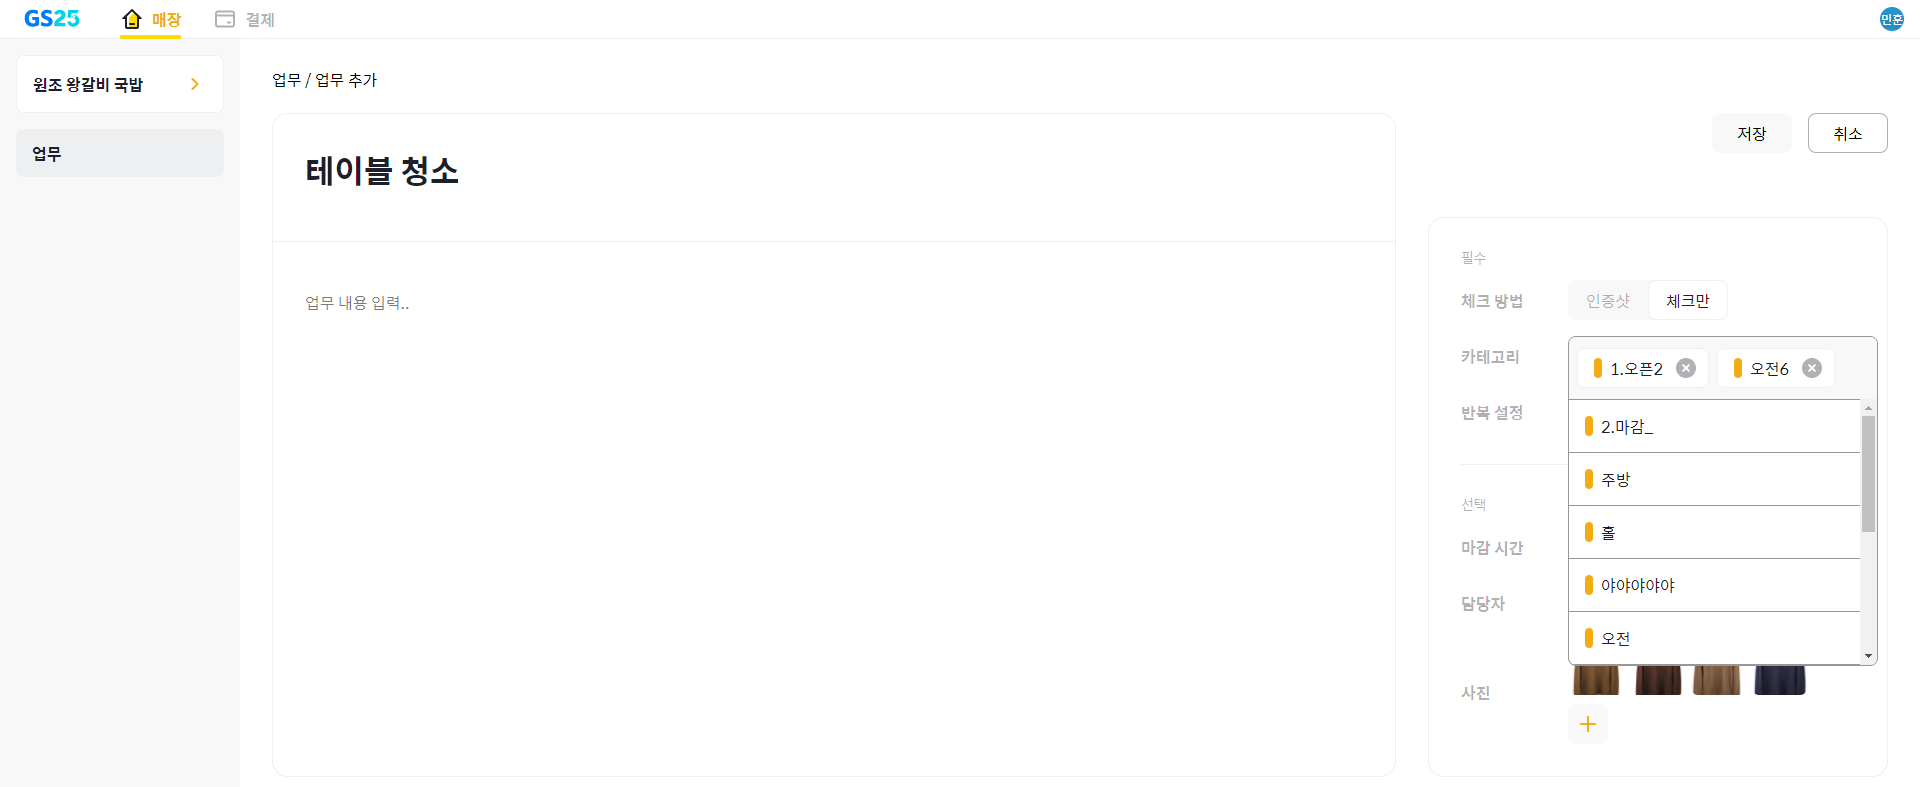 GS25
매장
결제
민훈
원조 왕갈비 국밥
업무
업무 / 업무 추가
테이블 청소
업무 내용 입력..
저장
취소
필수
체크 방법
인증샷
체크만
카테고리
1.오픈2
오전6
2.마감_
반복 설정
주방
선택
홀
마감 시간
야야야야야
담당자
오전
사진